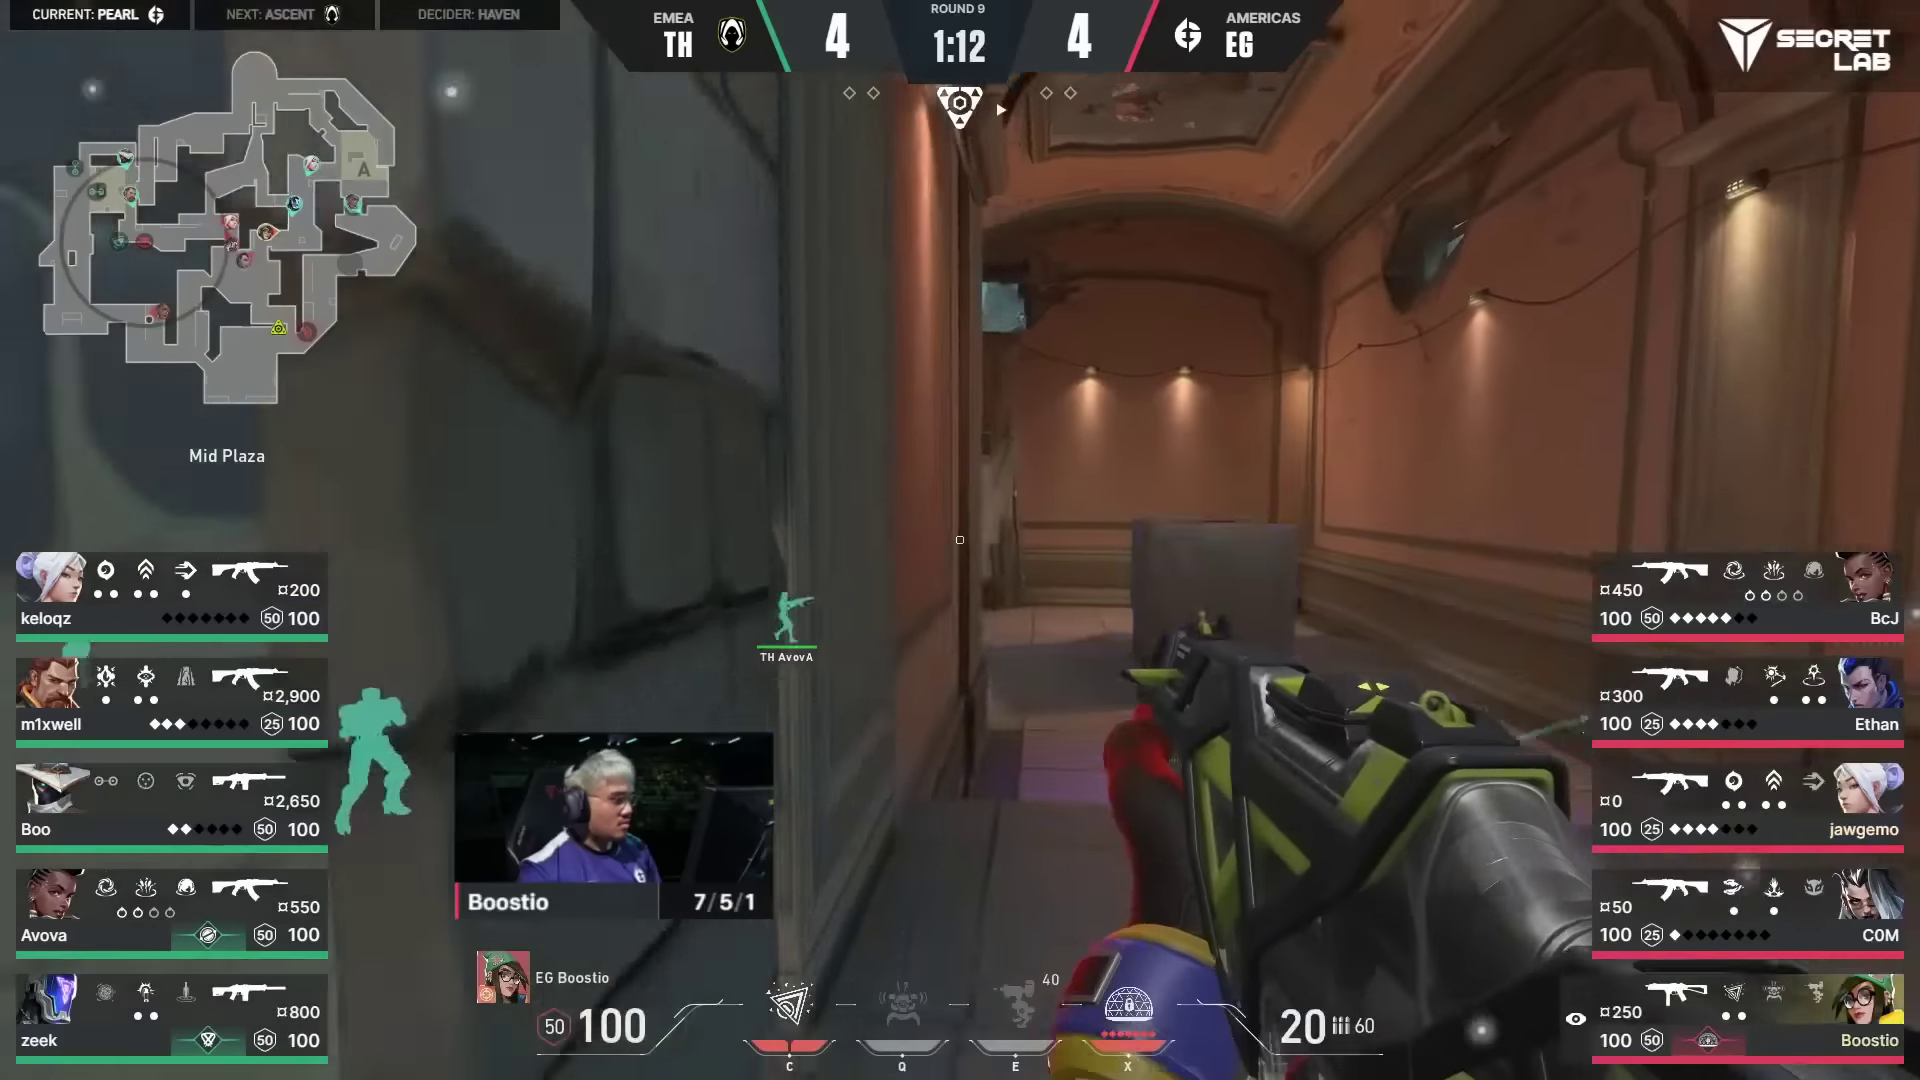 CURRENT: PEARL
NEXT: ASCENT
DECIDER: HAVEN
EMEA
TH
4
ROUND 9
1:12
4
AMERICAS
EG
SECRET
LAB
A
B
Mid Plaza
TH AvovA
¤200
keloqz
50 100
¤2,900
m1xwell
25 100
¤2,650
Boo
50 100
¤550
Avova
50 100
¤800
zeek
50 100
Boostio
7/5/1
EG Boostio
50 100
40
C
Q
E
X
20
60
¤450
100 50
BcJ
¤300
100 25
Ethan
¤0
100 25
jawgemo
¤50
100 25
C0M
¤250
100 50
Boostio